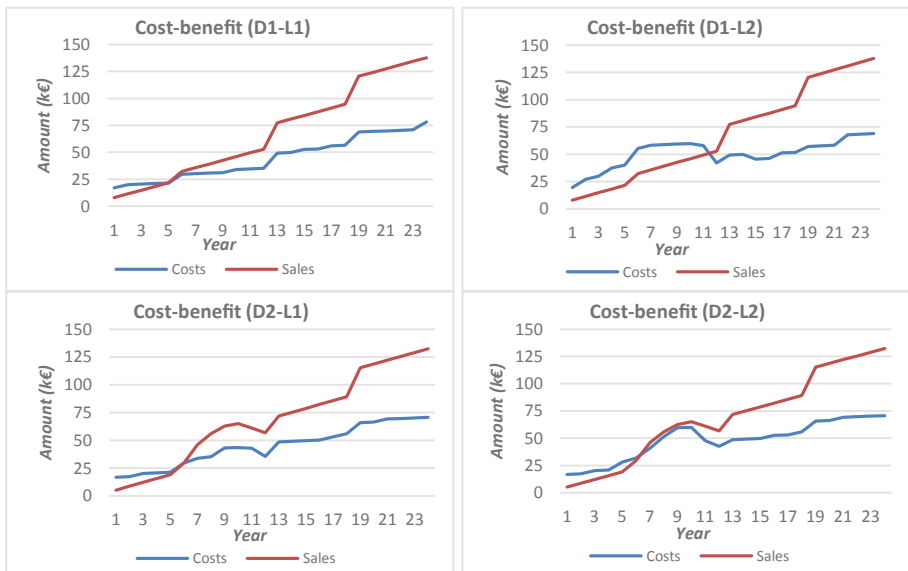 Cost-benefit (D1-L1)
Amount (k€)
150
125
100
75
50
25
0
1 3 5 7 9 11 13 15 17 19 21 23
Year
Costs Sales
Cost-benefit (D1-L2)
Amount (k€)
150
125
100
75
50
25
0
1 3 5 7 9 11 13 15 17 19 21 23
Year
Costs Sales
Cost-benefit (D2-L1)
Amount (k€)
150
125
100
75
50
25
0
1 3 5 7 9 11 13 15 17 19 21 23
Year
Costs Sales
Cost-benefit (D2-L2)
Amount (k€)
150
125
100
75
50
25
0
1 3 5 7 9 11 13 15 17 19 21 23
Year
Costs Sales